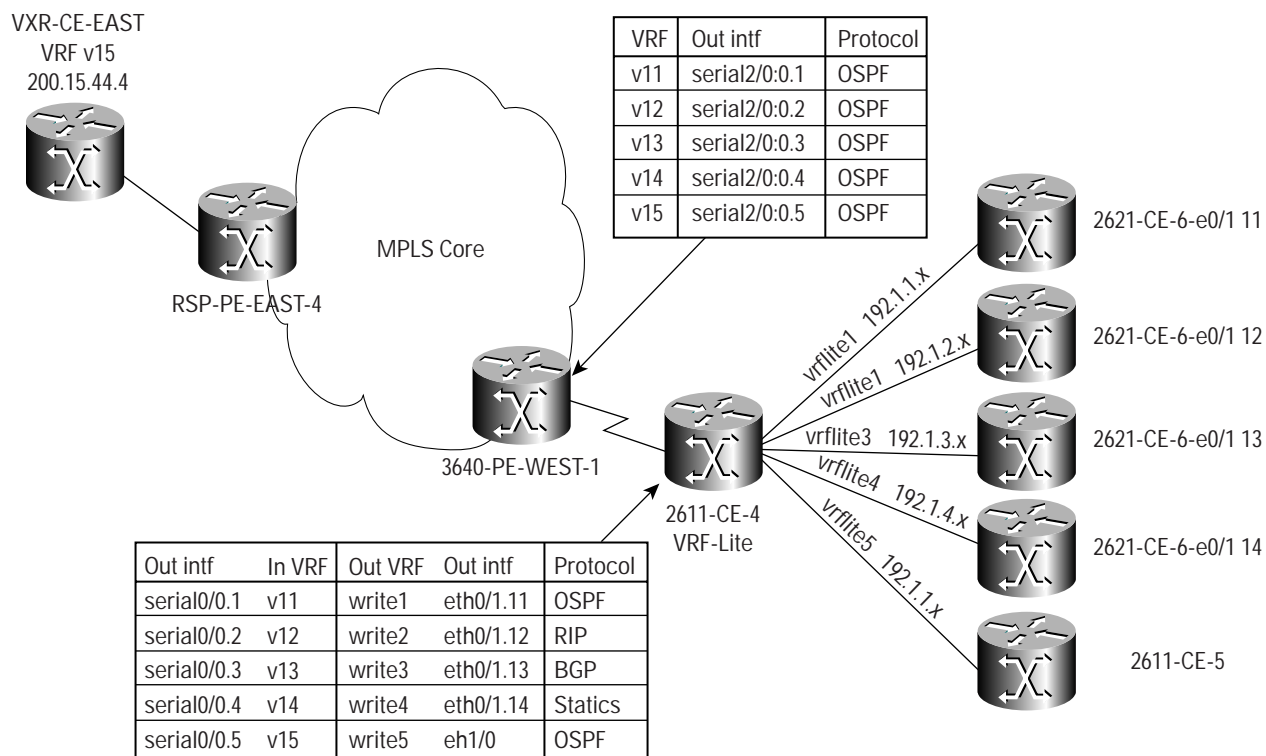 VXR-CE-EAST
VRF v15
200.15.44.4
RSP-PE-EAST-4
MPLS Core
3640-PE-WEST-1
VRF Out intf Protocol
v11 serial2/0:0.1 OSPF
v12 serial2/0:0.2 OSPF
v13 serial2/0:0.3 OSPF
v14 serial2/0:0.4 OSPF
v15 serial2/0:0.5 OSPF
2611-CE-4
VRF-Lite
vrflite1 192.1.1.x
vrflite1 192.1.2.x
vrflite3 192.1.3.x
vrflite4 192.1.4.x
vrflite5 192.1.1.x
2621-CE-6-e0/1 11
2621-CE-6-e0/1 12
2621-CE-6-e0/1 13
2621-CE-6-e0/1 14
2611-CE-5
Out intf In VRF Out VRF Out intf Protocol
serial0/0.1 v11 write1 eth0/1.11 OSPF
serial0/0.2 v12 write2 eth0/1.12 RIP
serial0/0.3 v13 write3 eth0/1.13 BGP
serial0/0.4 v14 write4 eth0/1.14 Statics
serial0/0.5 v15 write5 eh1/0 OSPF